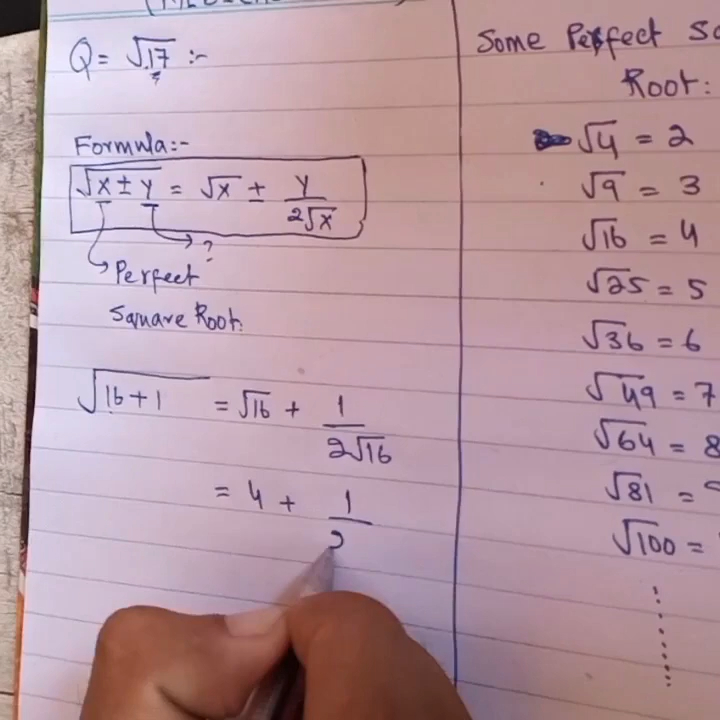 Q = √17 :-
Formula:-
√x ± y = √x ± y/2√x
?
Perfect
Square Root.
√16+1 = √16 + 1/2√16
= 4 + 1/2
Some Perfect
Root:
√4 = 2
√9 = 3
√16 = 4
√25 = 5
√36 = 6
√49 = 7
√64 = 8
√81 =
√100 =